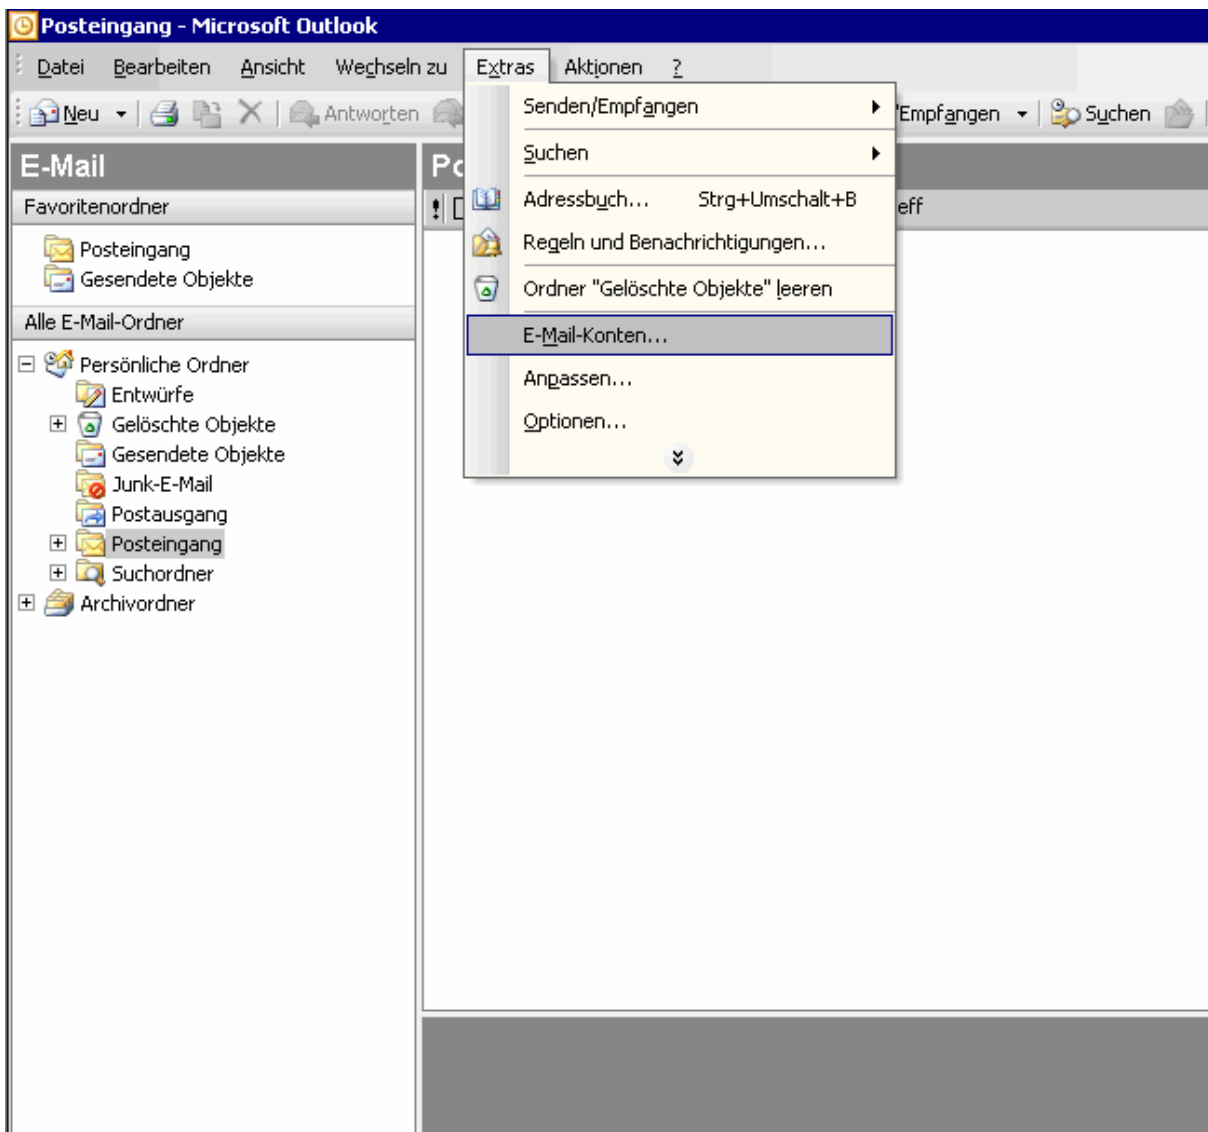 Posteingang - Microsoft Outlook
Datei Bearbeiten Ansicht Wechseln zu Extras Aktionen ?
Neu Antworten Empfangen Suchen
Senden/Empfangen
Suchen
Adressbuch... Strg+Umschalt+B
Regeln und Benachrichtigungen...
Ordner "Gelöschte Objekte" leeren
E-Mail-Konten...
Anpassen...
Optionen...
E-Mail
Po
Favoritenordner
! eff
Posteingang
Gesendete Objekte
Alle E-Mail-Ordner
Persönliche Ordner
Entwürfe
Gelöschte Objekte
Gesendete Objekte
Junk-E-Mail
Postausgang
Posteingang
Suchordner
Archivordner